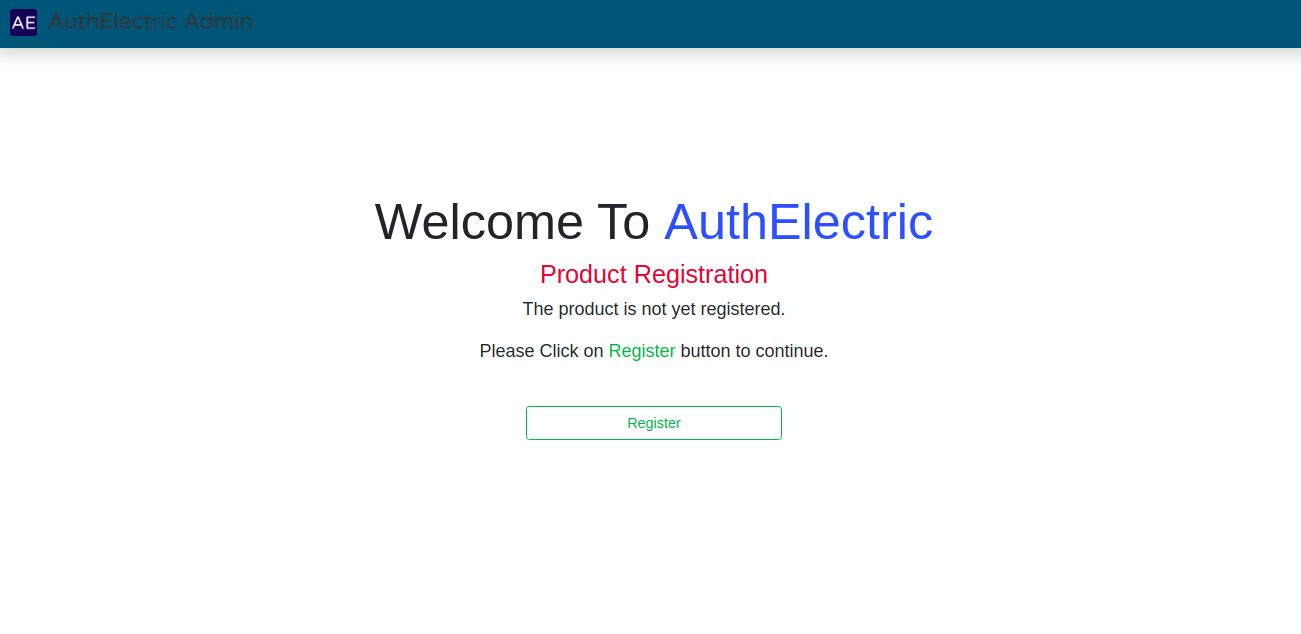 AE AuthElectric Admin
Welcome To AuthElectric
Product Registration
The product is not yet registered.
Please Click on Register button to continue.
Register